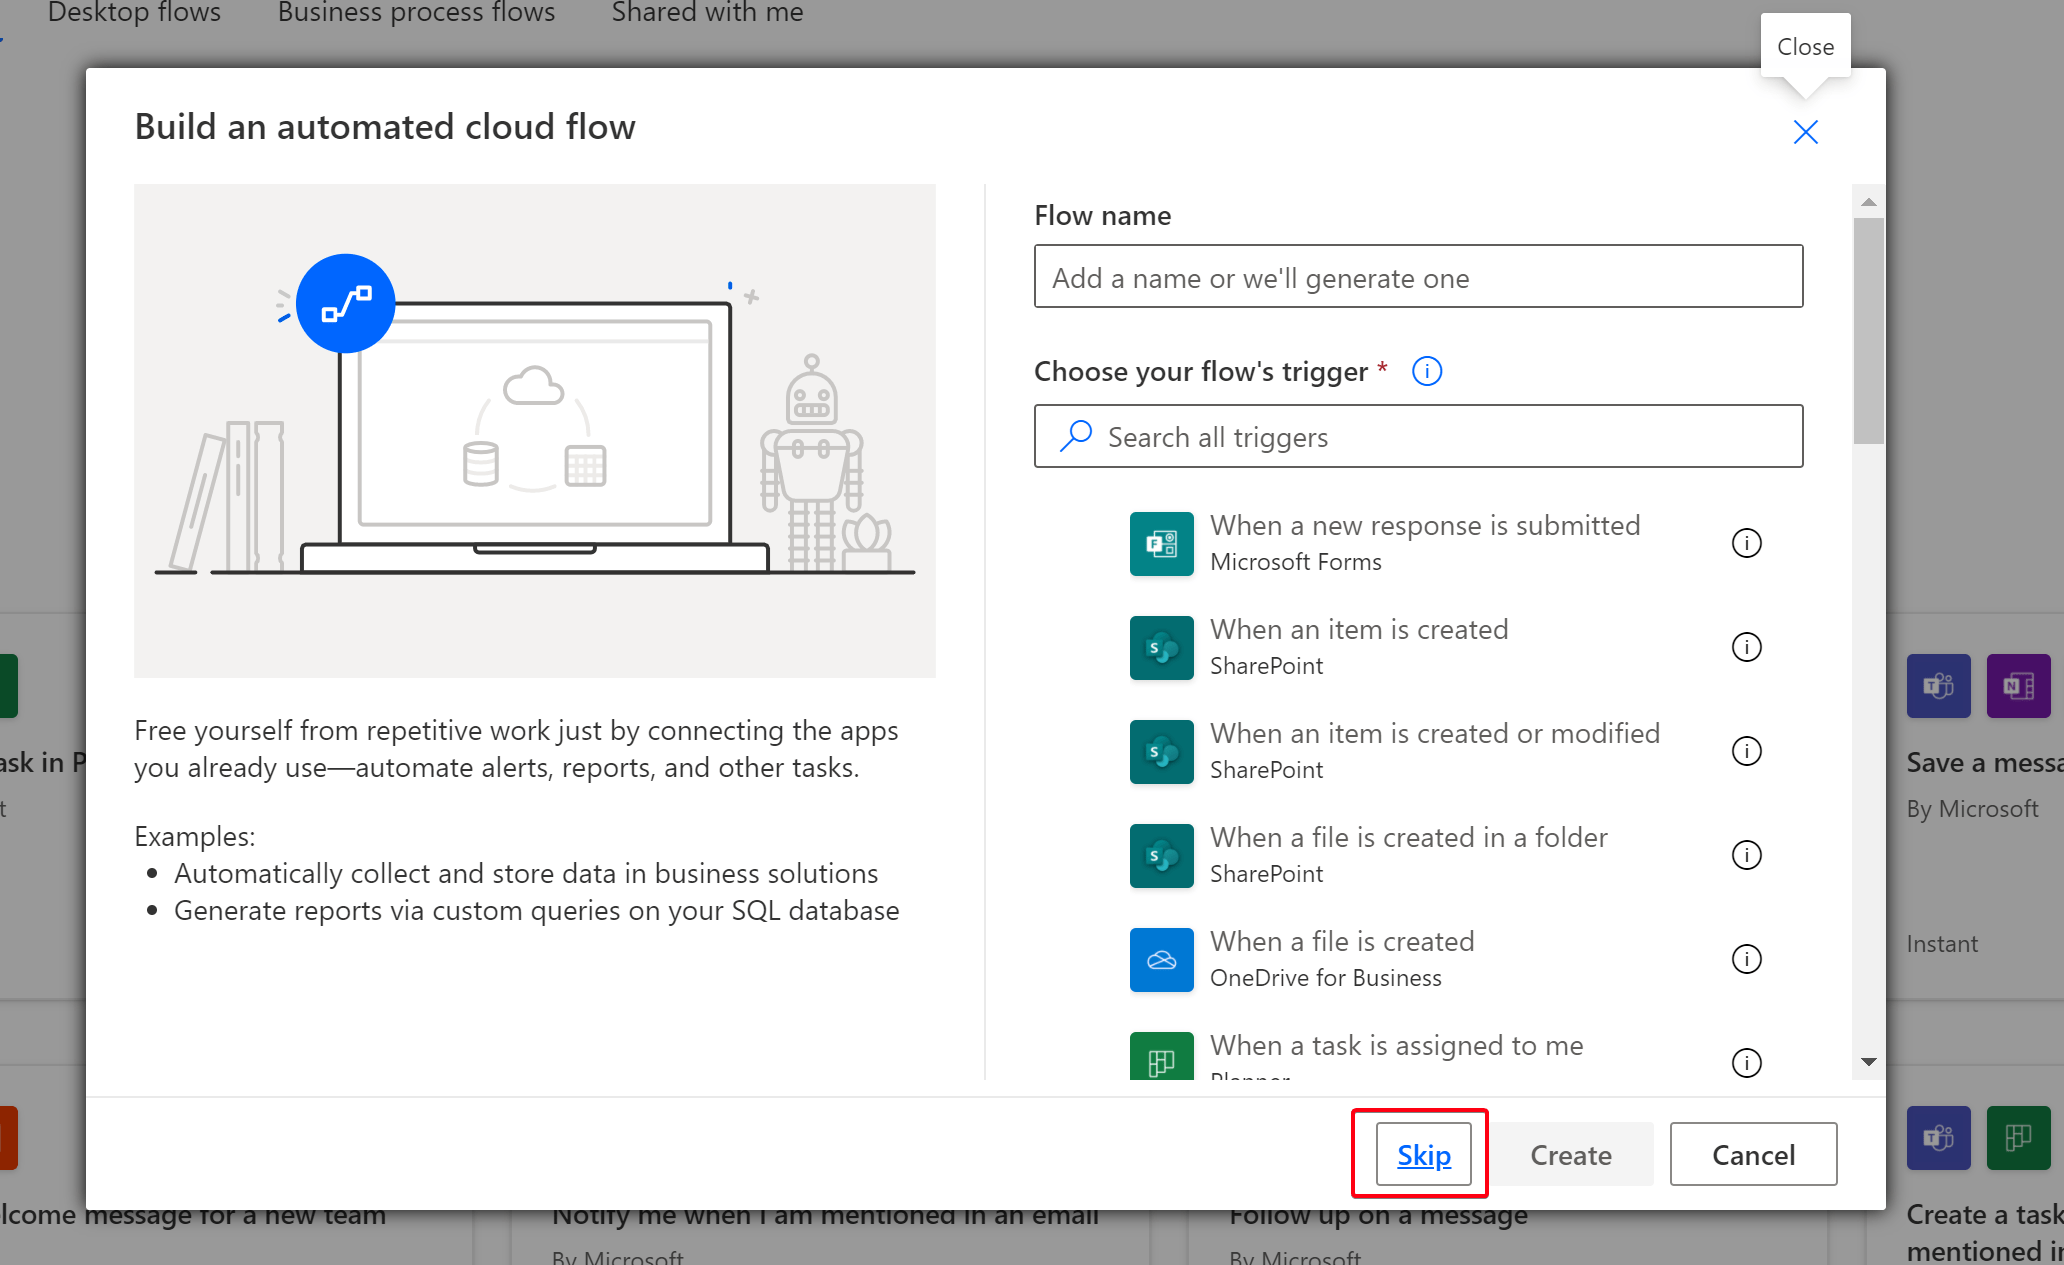 Desktop flows
Business process flows
Shared with me
Close
Build an automated cloud flow
Flow name
Add a name or we'll generate one
Choose your flow's trigger *
Search all triggers
When a new response is submitted
Microsoft Forms
When an item is created
SharePoint
When an item is created or modified
SharePoint
When a file is created in a folder
SharePoint
When a file is created
OneDrive for Business
When a task is assigned to me
Planner
Free yourself from repetitive work just by connecting the apps
you already use—automate alerts, reports, and other tasks.
Examples:
• Automatically collect and store data in business solutions
• Generate reports via custom queries on your SQL database
Skip
Create
Cancel
ask in P
t
Save a messa
By Microsoft
Instant
lcome message for a new team
Notify me when I am mentioned in an email
By Microsoft
Follow up on a message
By Microsoft
Create a task
mentioned in